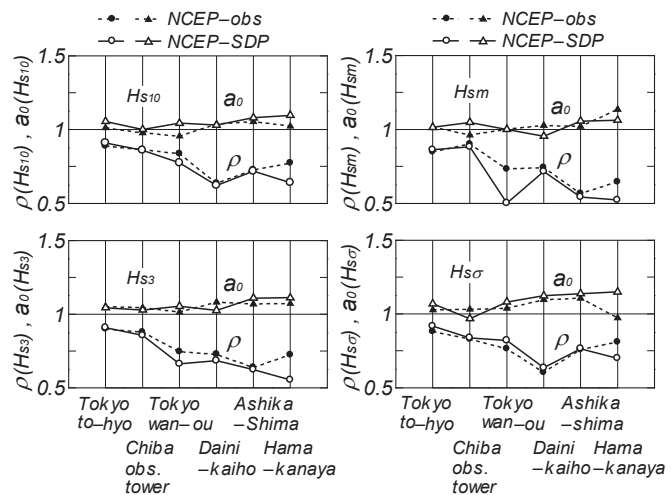 NCEP–obs NCEP–obs
NCEP–SDP NCEP–SDP
ρ(Hs10) , a0(Hs10)
1.5
1
0.5
Hs10
a0
ρ
ρ(Hsm) , a0(Hsm)
1.5
1
0.5
Hsm
a0
ρ
ρ(Hs3) , a0(Hs3)
1.5
1
0.5
Hs3
a0
ρ
ρ(Hsσ) , a0(Hsσ)
1.5
1
0.5
Hsσ
a0
ρ
Tokyo Tokyo Ashika
to–hyo wan–ou –Shima
Chiba Daini Hama
obs. –kaiho –kanaya
tower
Tokyo Tokyo Ashika
to–hyo wan–ou –shima
Chiba Daini Hama
obs. –kaiho –kanaya
tower